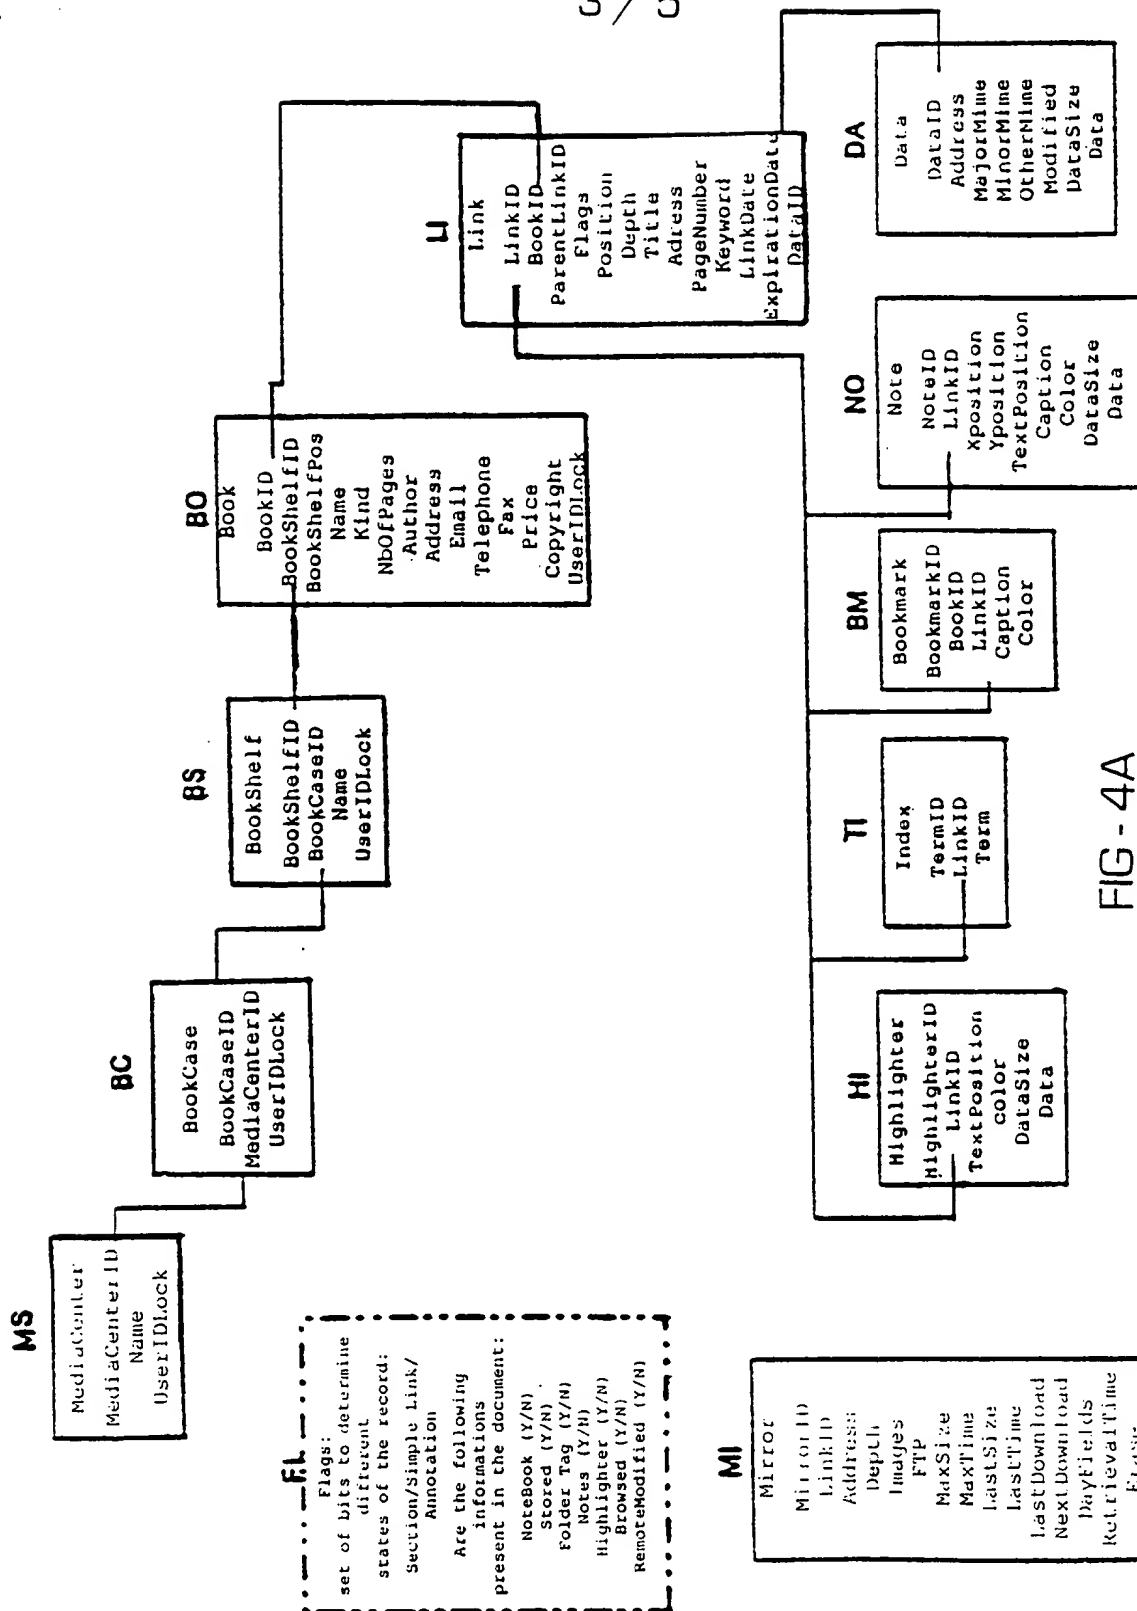 MS
MediaCenter
MediaCenterID
Name
UserIDLock
BC
BookCase
BookCaseID
MediaCenterID
UserIDLock
BS
BookShelf
BookShelfID
BookCaseID
Name
UserIDLock
BO
Book
BookID
BookShelfID
BookShelfPos
Name
Kind
NbOfPages
Author
Address
Email
Telephone
Fax
Price
Copyright
UserIDLock
LI
Link
LinkID
BookID
ParentLinkID
Flags
Position
Depth
Title
Adress
PageNumber
Keyword
LinkDate
ExpirationDate
DataID
FL
Flags:
set of bits to determine
different
states of the record:
Section/Simple Link/
Annotation
Are the following
informations
present in the document:
NoteBook (Y/N)
Stored (Y/N)
Folder Tag (Y/N)
Notes (Y/N)
Highlighter (Y/N)
Browsed (Y/N)
RemoteModified (Y/N)
MI
Mirror
MirrorID
LinkID
Address
Depth
Images
FTP
MaxSize
MaxTime
LastSize
LastTime
LastDownload
NextDownload
DayFields
RetrievalTime
HI
Highlighter
HighlighterID
LinkID
TextPosition
color
DataSize
Data
TI
Index
TermID
LinkID
Term
BM
Bookmark
BookmarkID
BookID
LinkID
Caption
Color
NO
Note
NoteID
LinkID
Xposition
Yposition
TextPosition
Caption
Color
DataSize
Data
DA
Data
DataID
Address
MajorMime
MinorMime
OtherMime
Modified
DataSize
Data
FIG - 4A